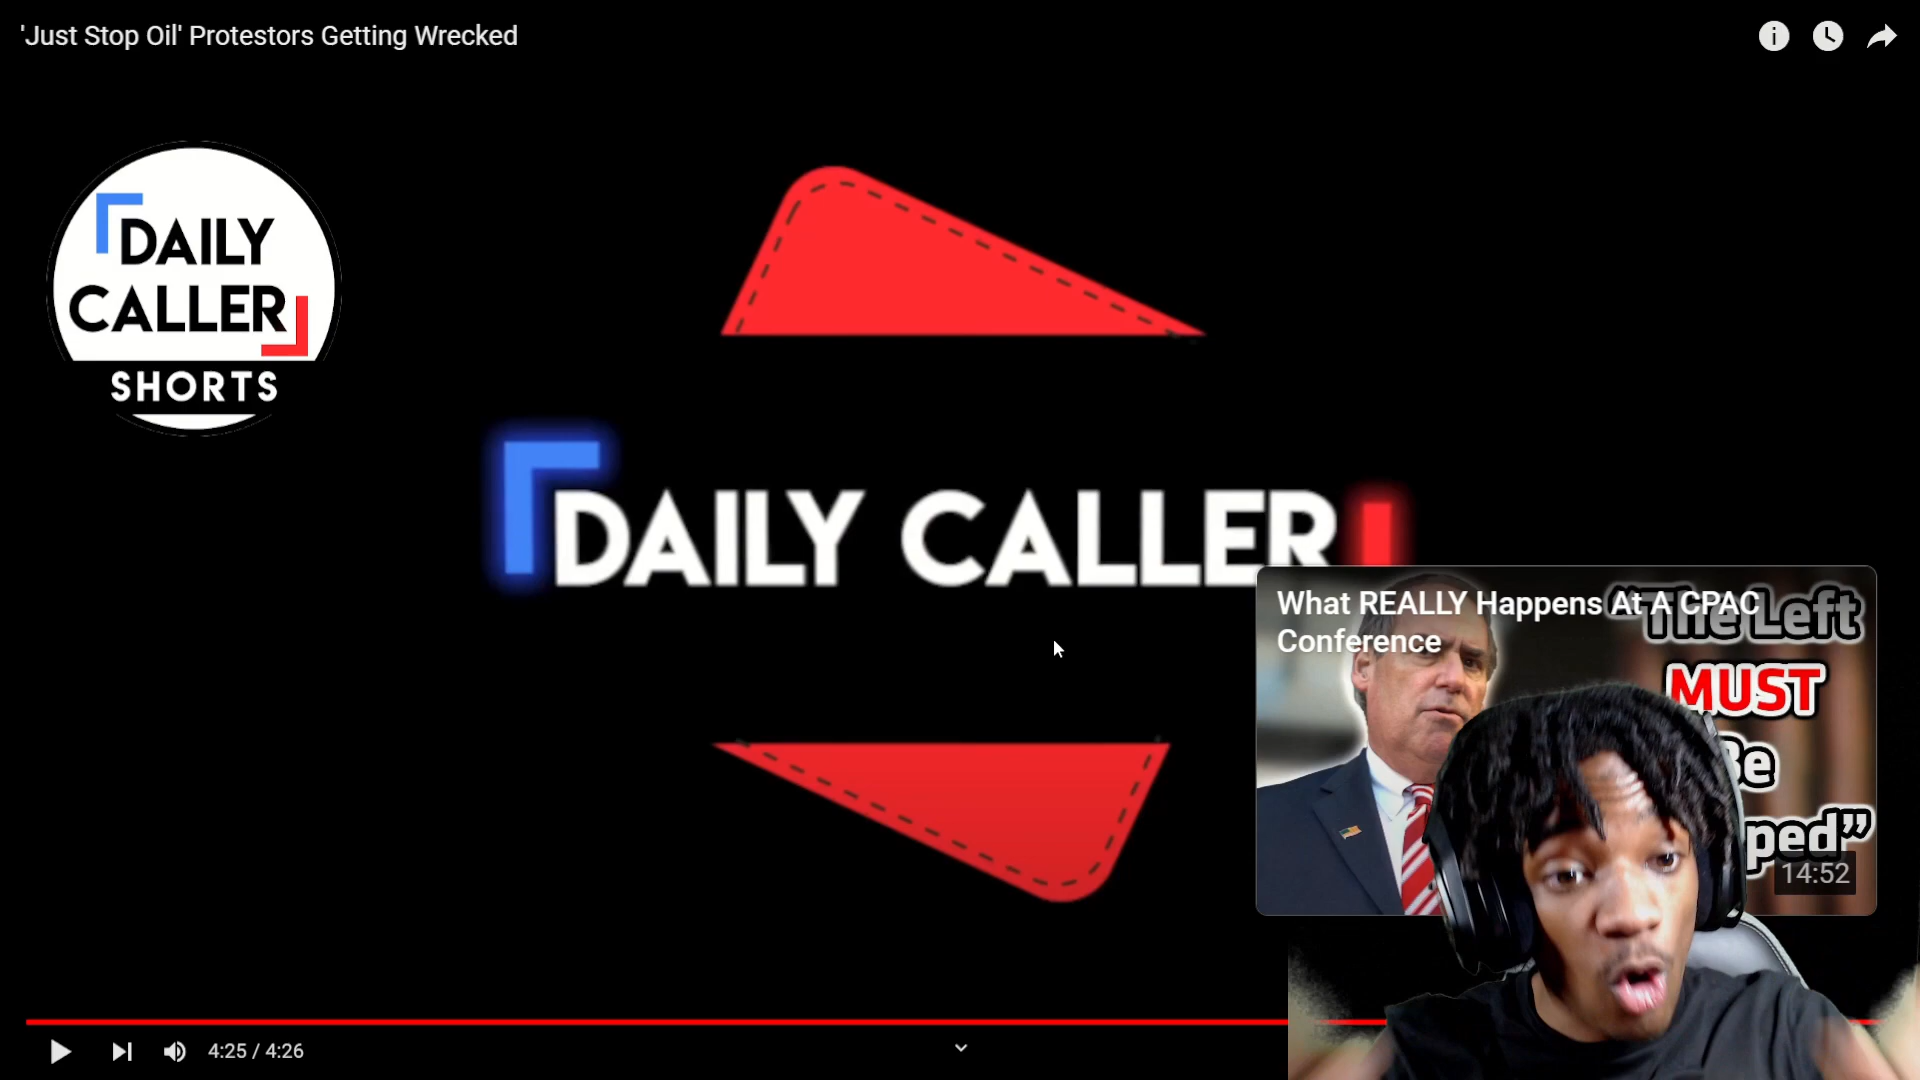 'Just Stop Oil' Protestors Getting Wrecked
DAILY
CALLER
SHORTS
DAILY CALLER
What REALLY Happens At A CPAC
Conference
"The Left
MUST
Be
ped"
14:52
4:25 / 4:26